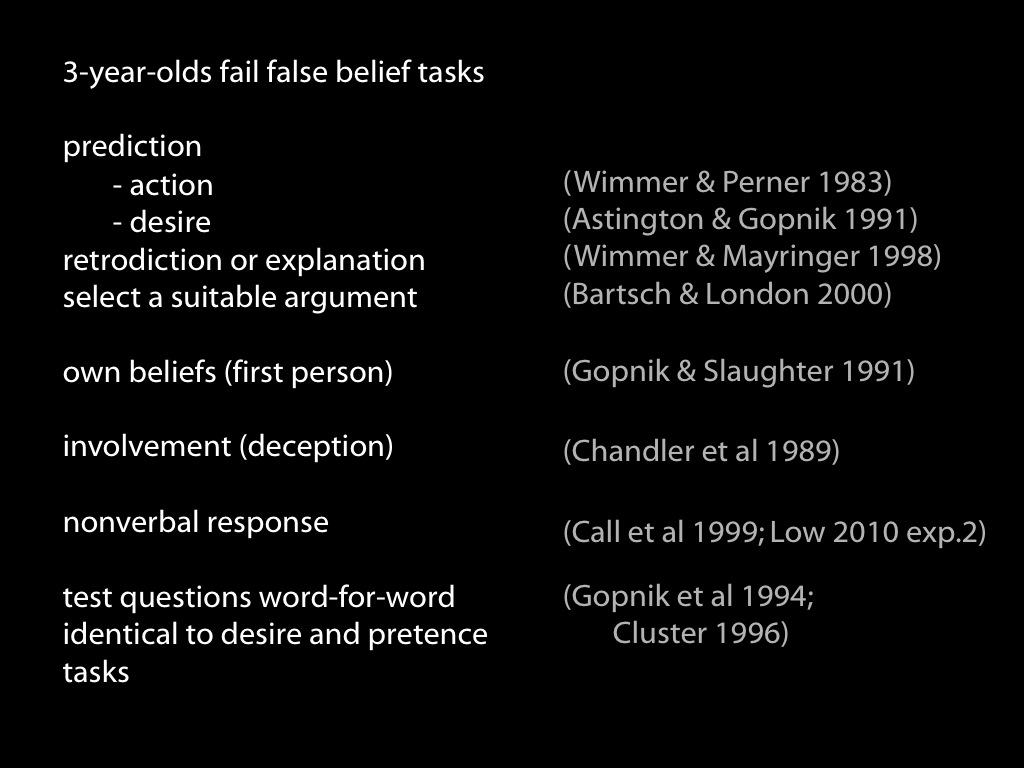 3-year-olds fail false belief tasks
prediction
- action (Wimmer & Perner 1983)
- desire (Astington & Gopnik 1991)
retrodiction or explanation (Wimmer & Mayringer 1998)
select a suitable argument (Bartsch & London 2000)
own beliefs (first person) (Gopnik & Slaughter 1991)
involvement (deception) (Chandler et al 1989)
nonverbal response (Call et al 1999; Low 2010 exp.2)
test questions word-for-word (Gopnik et al 1994;
identical to desire and pretence Cluster 1996)
tasks